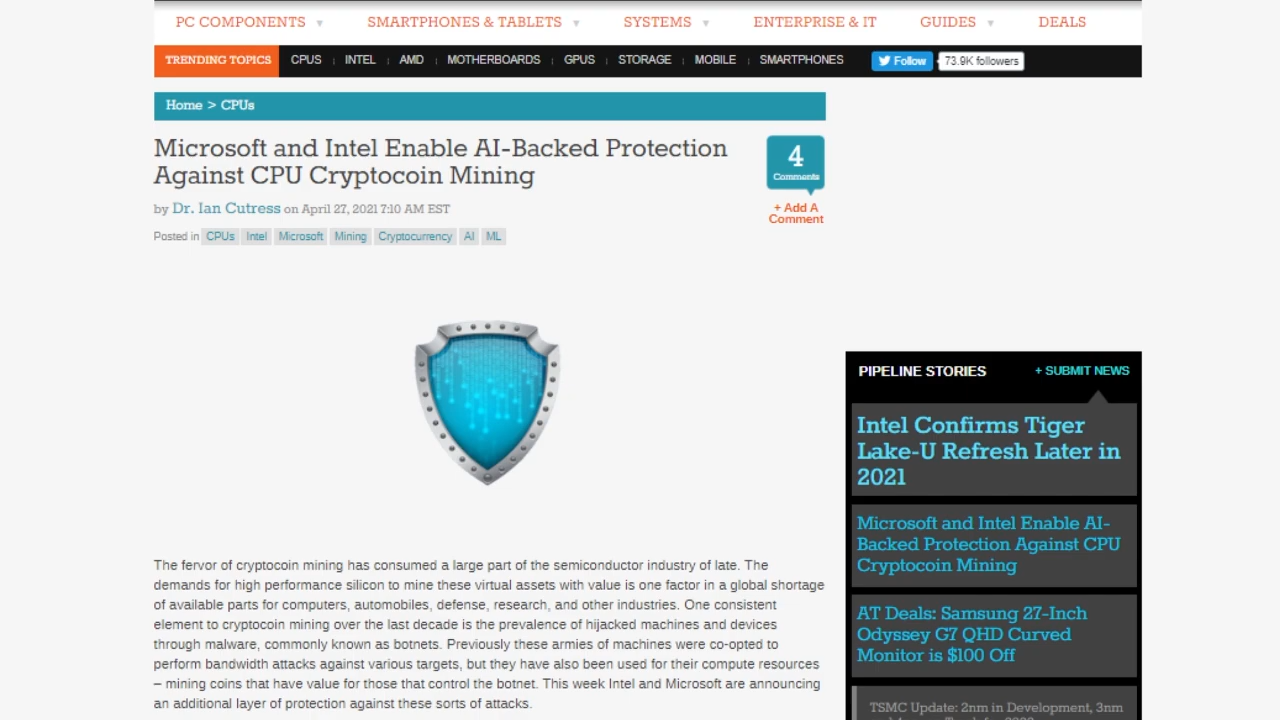 PC COMPONENTS SMARTPHONES & TABLETS SYSTEMS ENTERPRISE & IT GUIDES DEALS
TRENDING TOPICS CPUS INTEL AMD MOTHERBOARDS GPUS STORAGE MOBILE SMARTPHONES Follow 73.9K followers
Home > CPUs
Microsoft and Intel Enable AI-Backed Protection
Against CPU Cryptocoin Mining
4
Comments
+ Add A
Comment
by Dr. Ian Cutress on April 27, 2021 7:10 AM EST
Posted in CPUs Intel Microsoft Mining Cryptocurrency AI ML
The fervor of cryptocoin mining has consumed a large part of the semiconductor industry of late. The
demands for high performance silicon to mine these virtual assets with value is one factor in a global shortage
of available parts for computers, automobiles, defense, research, and other industries. One consistent
element to cryptocoin mining over the last decade is the prevalence of hijacked machines and devices
through malware, commonly known as botnets. Previously these armies of machines were co-opted to
perform bandwidth attacks against various targets, but they have also been used for their compute resources
– mining coins that have value for those that control the botnet. This week Intel and Microsoft are announcing
an additional layer of protection against these sorts of attacks.
PIPELINE STORIES + SUBMIT NEWS
Intel Confirms Tiger
Lake-U Refresh Later in
2021
Microsoft and Intel Enable AI-
Backed Protection Against CPU
Cryptocoin Mining
AT Deals: Samsung 27-Inch
Odyssey G7 QHD Curved
Monitor is $100 Off
TSMC Update: 2nm in Development, 3nm